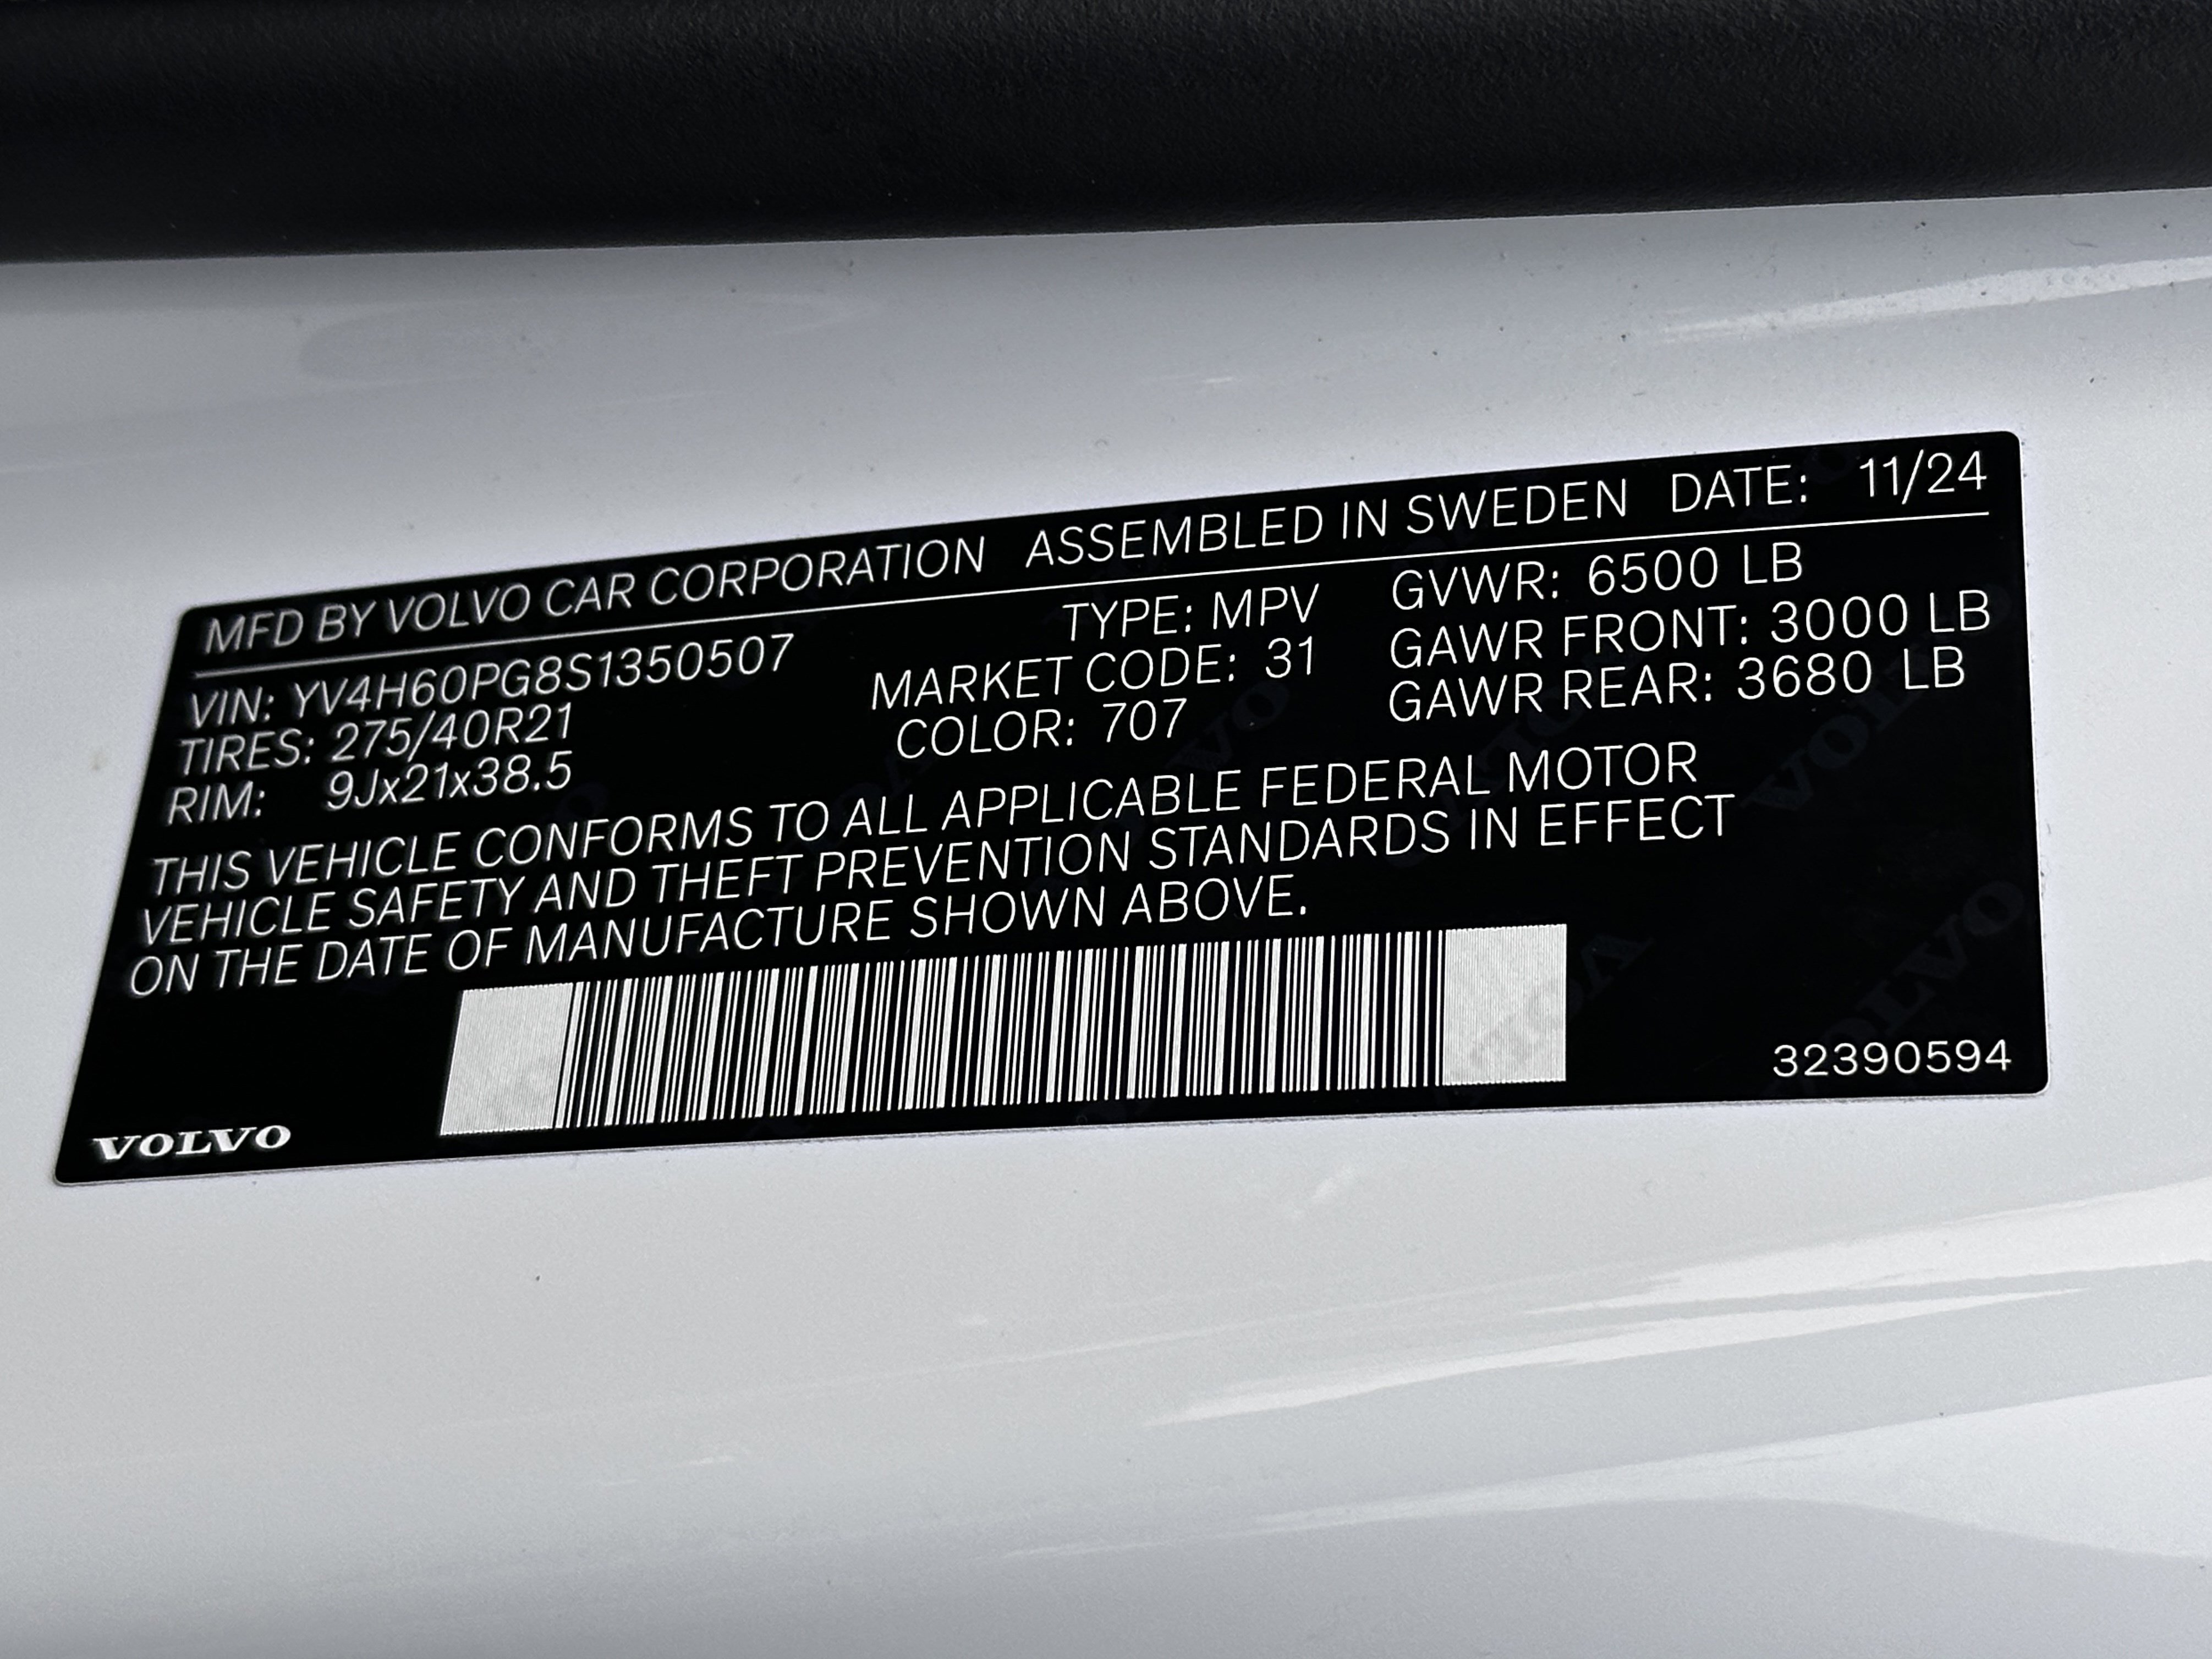 MFD BY VOLVO CAR CORPORATION ASSEMBLED IN SWEDEN DATE: 11/24
VIN: YV4H60PG8S1350507 TYPE: MPV GVWR: 6500 LB
TIRES: 275/40R21 MARKET CODE: 31 GAWR FRONT: 3000 LB
RIM: 9Jx21x38.5 COLOR: 707 GAWR REAR: 3680 LB
THIS VEHICLE CONFORMS TO ALL APPLICABLE FEDERAL MOTOR
VEHICLE SAFETY AND THEFT PREVENTION STANDARDS IN EFFECT
ON THE DATE OF MANUFACTURE SHOWN ABOVE.
32390594
VOLVO